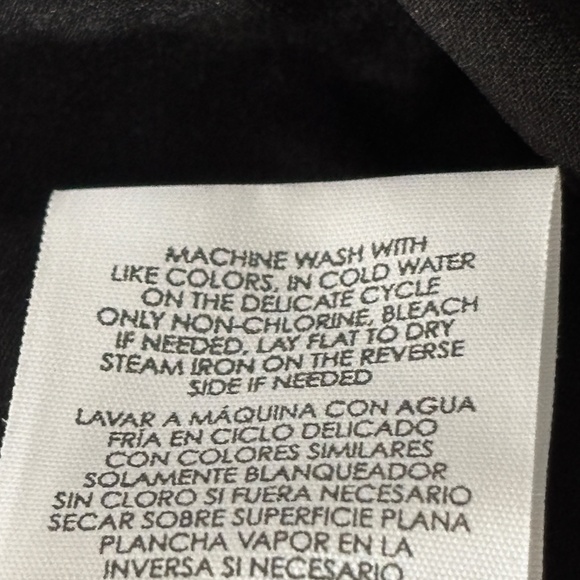 MACHINE WASH WITH
LIKE COLORS, IN COLD WATER
ON THE DELICATE CYCLE
ONLY NON-CHLORINE, BLEACH
IF NEEDED, LAY FLAT TO DRY
STEAM IRON ON THE REVERSE
SIDE IF NEEDED
LAVAR A MÁQUINA CON AGUA
FRÍA EN CICLO DELICADO
CON COLORES SIMILARES
SOLAMENTE BLANQUEADOR
SIN CLORO SI FUERA NECESARIO
SECAR SOBRE SUPERFICIE PLANA
PLANCHA VAPOR EN LA
INVERSA SI NECESARIO